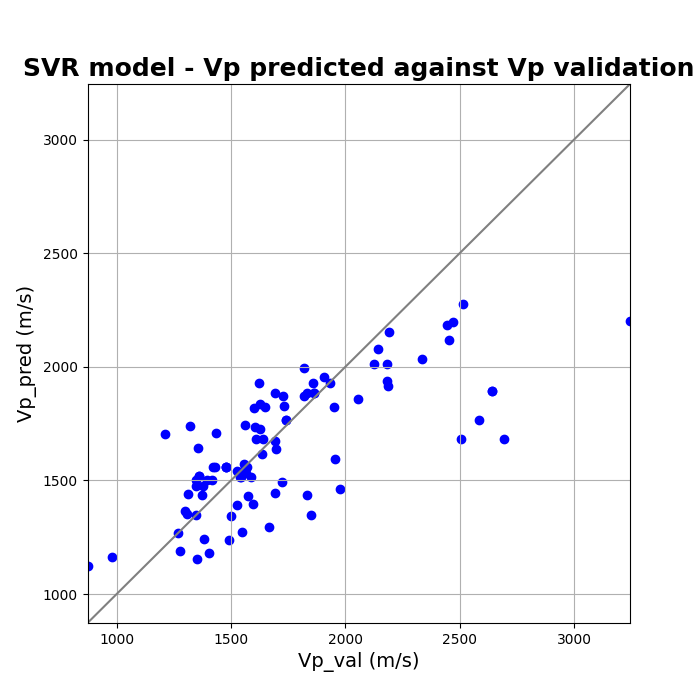 SVR model - Vp predicted against Vp validation
3000
2500
2000
1500
1000
Vp_pred (m/s)
1000 1500 2000 2500 3000
Vp_val (m/s)